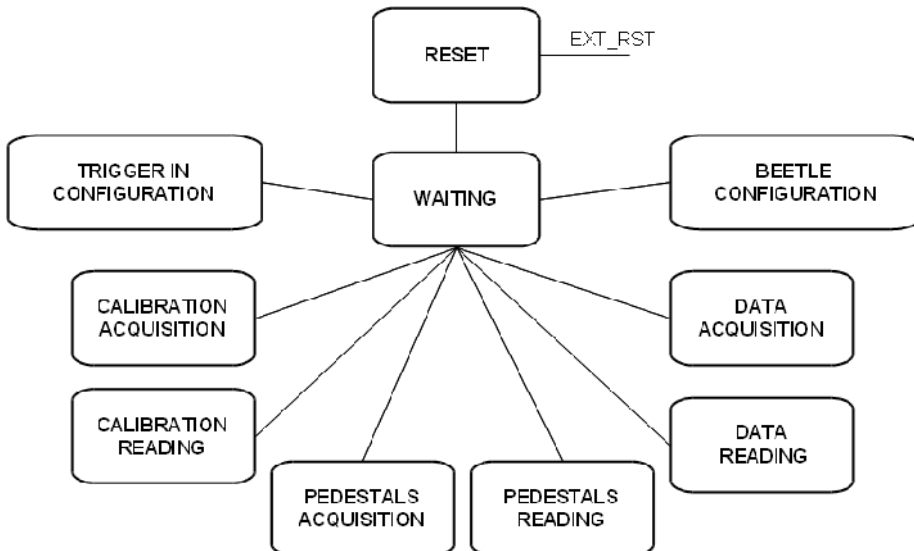 RESET
EXT_RST
TRIGGER IN
CONFIGURATION
WAITING
BEETLE
CONFIGURATION
CALIBRATION
ACQUISITION
DATA
ACQUISITION
CALIBRATION
READING
DATA
READING
PEDESTALS
ACQUISITION
PEDESTALS
READING